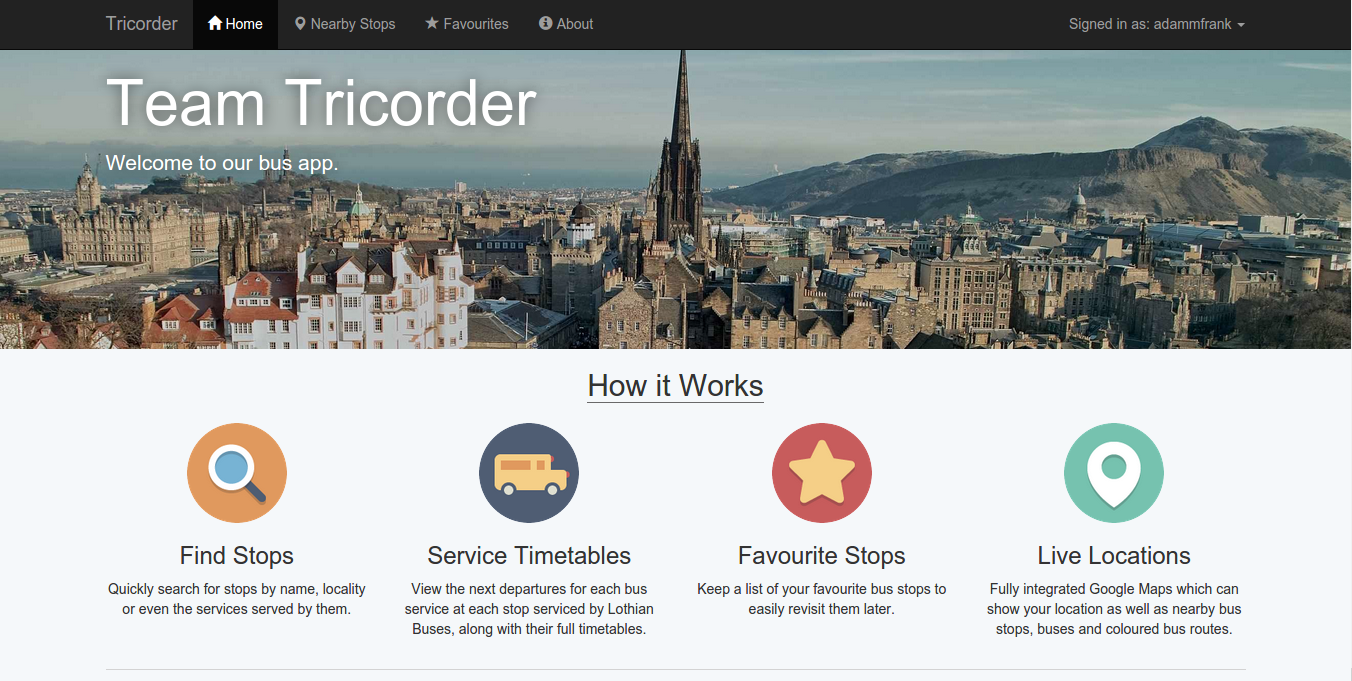 Tricorder Home Nearby Stops Favourites About Signed in as: adammfrank
Team Tricorder
Welcome to our bus app.
How it Works
Find Stops
Quickly search for stops by name, locality
or even the services served by them.
Service Timetables
View the next departures for each bus
service at each stop serviced by Lothian
Buses, along with their full timetables.
Favourite Stops
Keep a list of your favourite bus stops to
easily revisit them later.
Live Locations
Fully integrated Google Maps which can
show your location as well as nearby bus
stops, buses and coloured bus routes.